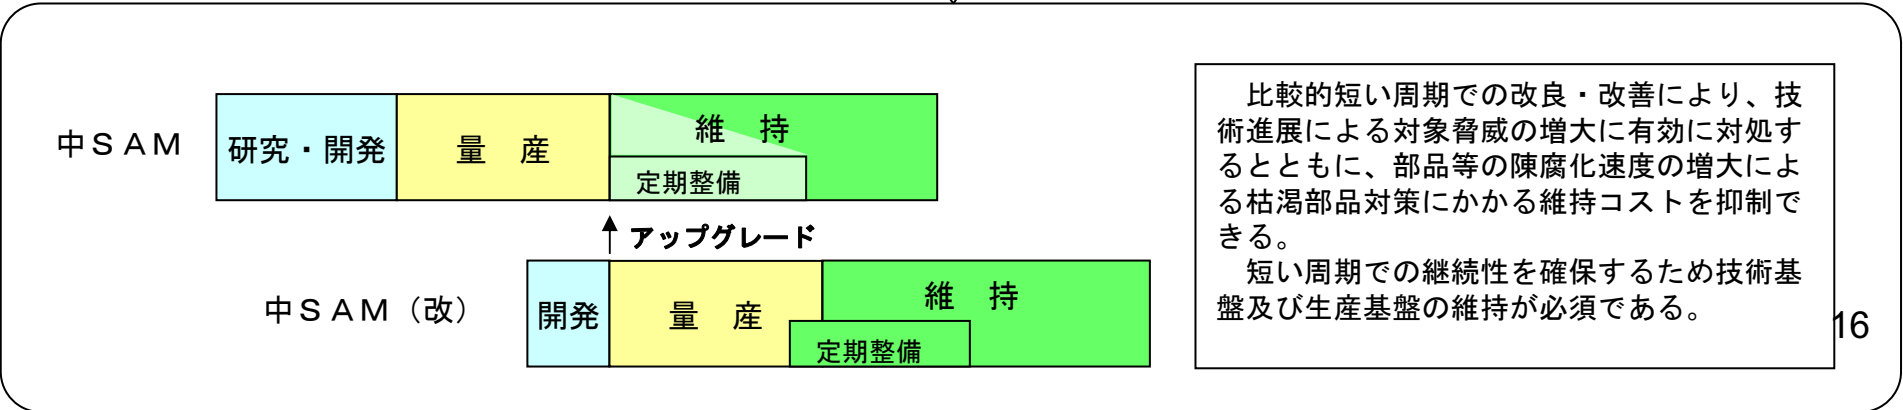 中ＳＡＭ
研究・開発
量　産
維　持
定期整備
アップグレード
中ＳＡＭ（改）
開発
量　産
維　持
定期整備
　比較的短い周期での改良・改善により、技
術進展による対象脅威の増大に有効に対処す
るとともに、部品等の陳腐化速度の増大によ
る枯渇部品対策にかかる維持コストを抑制で
きる。
　短い周期での継続性を確保するため技術基
盤及び生産基盤の維持が必須である。
16